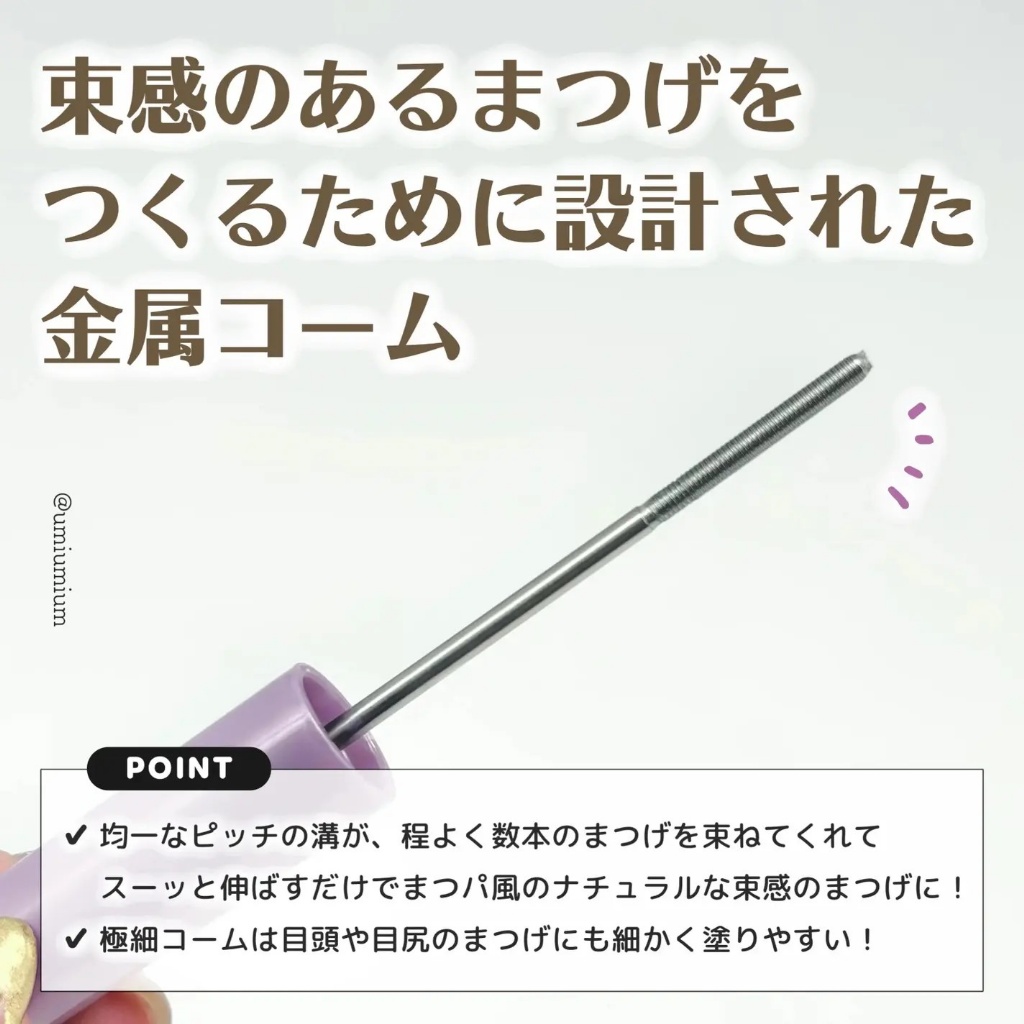 束感のあるまつげを
つくるために設計された
金属コーム
@umiumium
POINT
✔ 均一なピッチの溝が、程よく数本のまつげを束ねてくれて
スーッと伸ばすだけでまつパ風のナチュラルな束感のまつげに！
✔ 極細コームは目頭や目尻のまつげにも細かく塗りやすい！